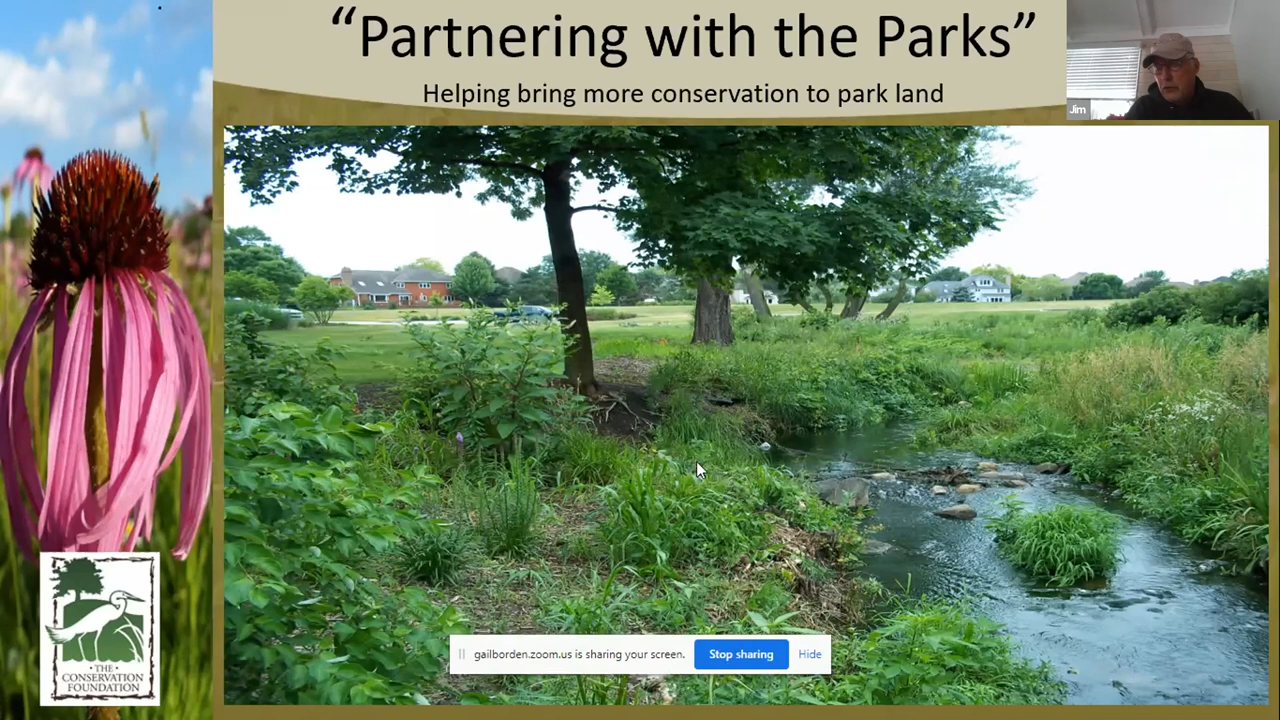 “Partnering with the Parks”
Helping bring more conservation to park land
Jim
gailborden.zoom.us is sharing your screen.
Stop sharing
Hide
• THE •
CONSERVATION
FOUNDATION